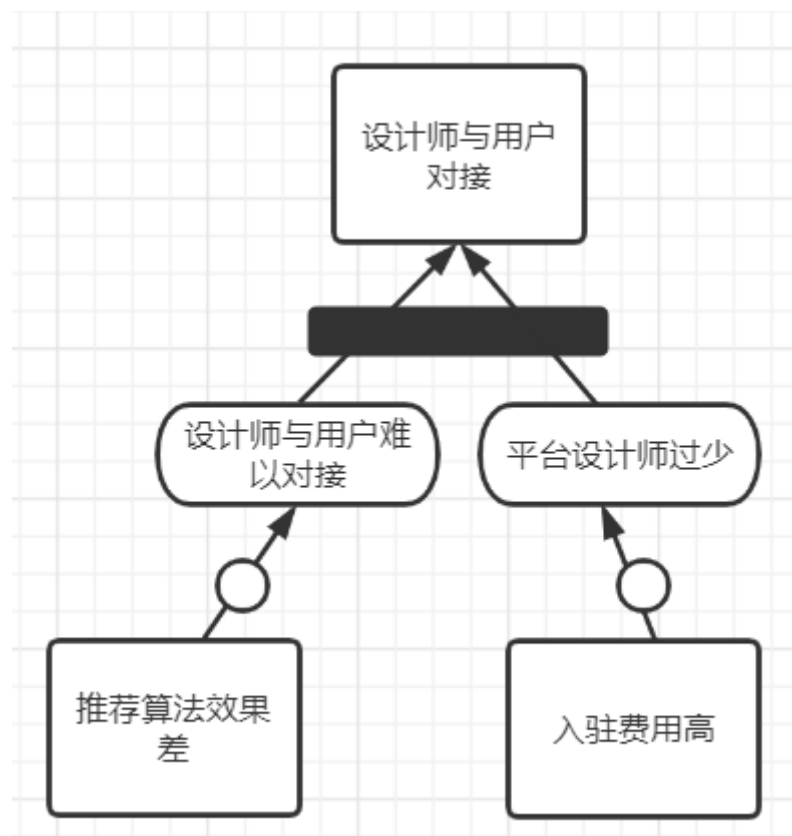 设计师与用户
对接
设计师与用户难
以对接
平台设计师过少
推荐算法效果
差
入驻费用高